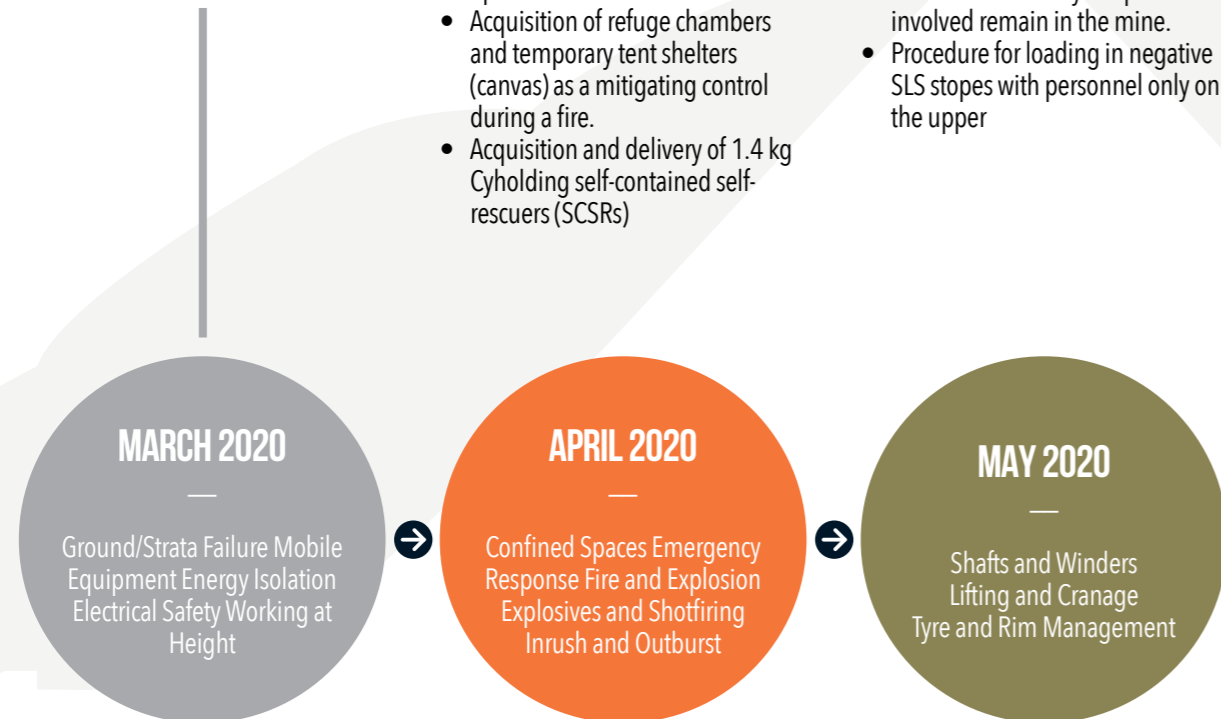 • Acquisition of refuge chambers
and temporary tent shelters
(canvas) as a mitigating control
during a fire.
• Acquisition and delivery of 1.4 kg
Cyholding self-contained self-
rescuers (SCSRs)
involved remain in the mine.
• Procedure for loading in negative
SLS stopes with personnel only on
the upper
MARCH 2020
—
Ground/Strata Failure Mobile
Equipment Energy Isolation
Electrical Safety Working at
Height
APRIL 2020
—
Confined Spaces Emergency
Response Fire and Explosion
Explosives and Shotfiring
Inrush and Outburst
MAY 2020
—
Shafts and Winders
Lifting and Cranage
Tyre and Rim Management